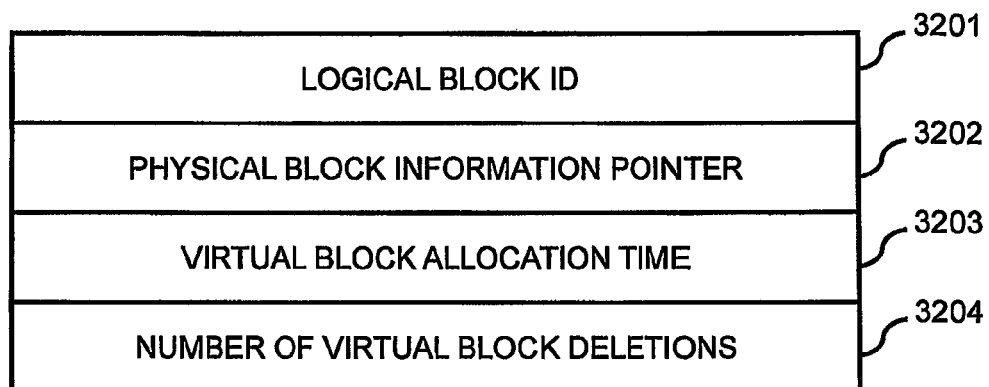 3201
LOGICAL BLOCK ID
3202
PHYSICAL BLOCK INFORMATION POINTER
3203
VIRTUAL BLOCK ALLOCATION TIME
3204
NUMBER OF VIRTUAL BLOCK DELETIONS